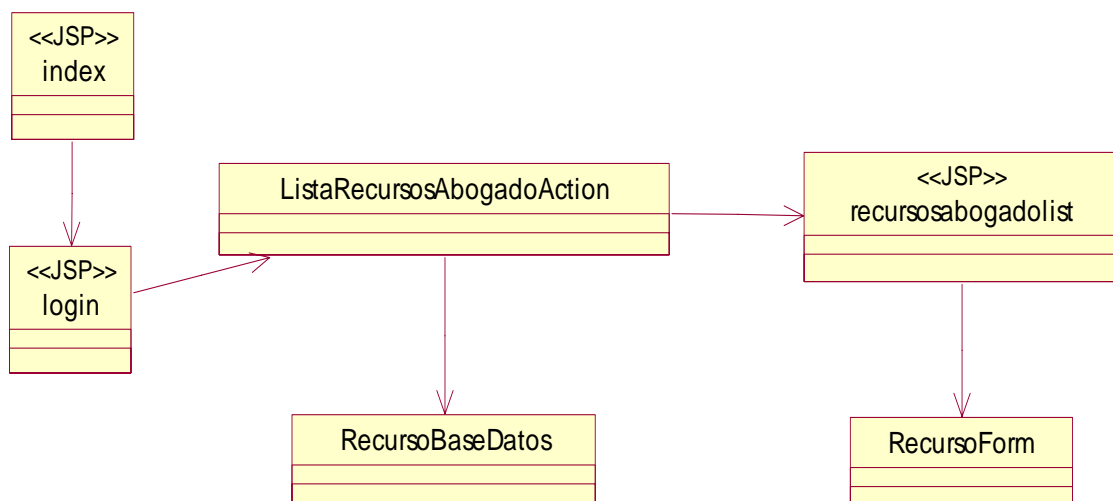 <<JSP>>
index
<<JSP>>
login
ListaRecursosAbogadoAction
<<JSP>>
recursosabogadolist
RecursoBaseDatos
RecursoForm